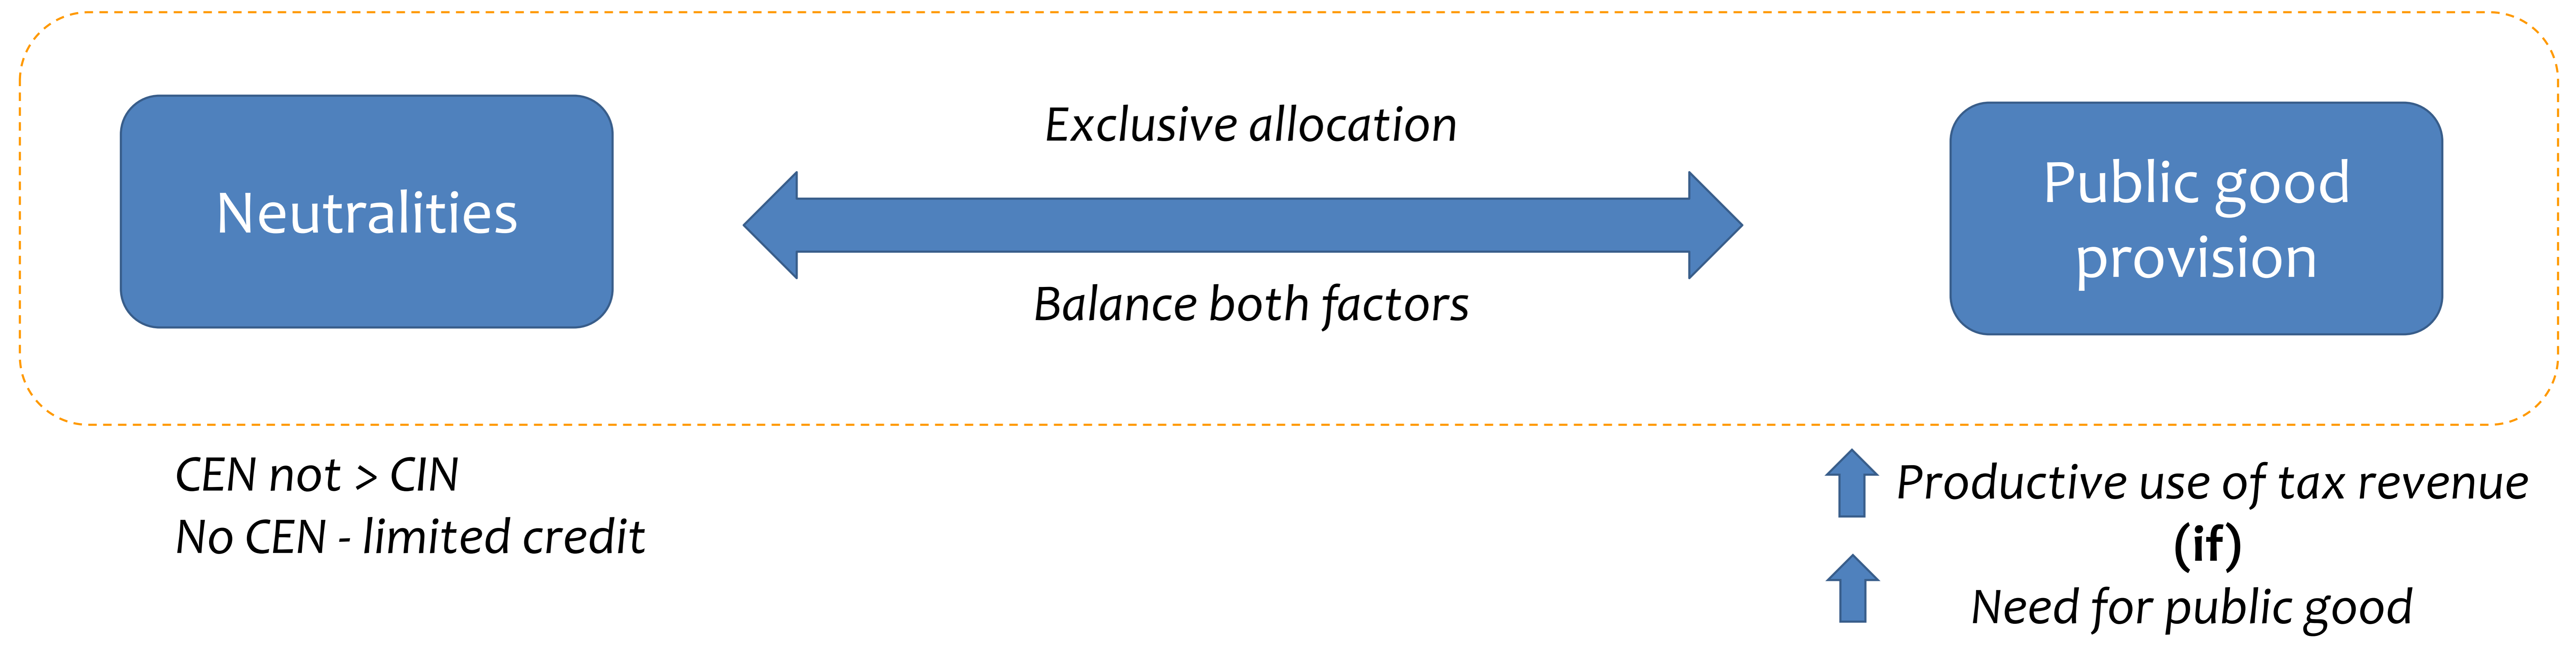 Exclusive allocation
Neutralities
Public good
provision
Balance both factors
CEN not > CIN
No CEN - limited credit
Productive use of tax revenue
(if)
Need for public good